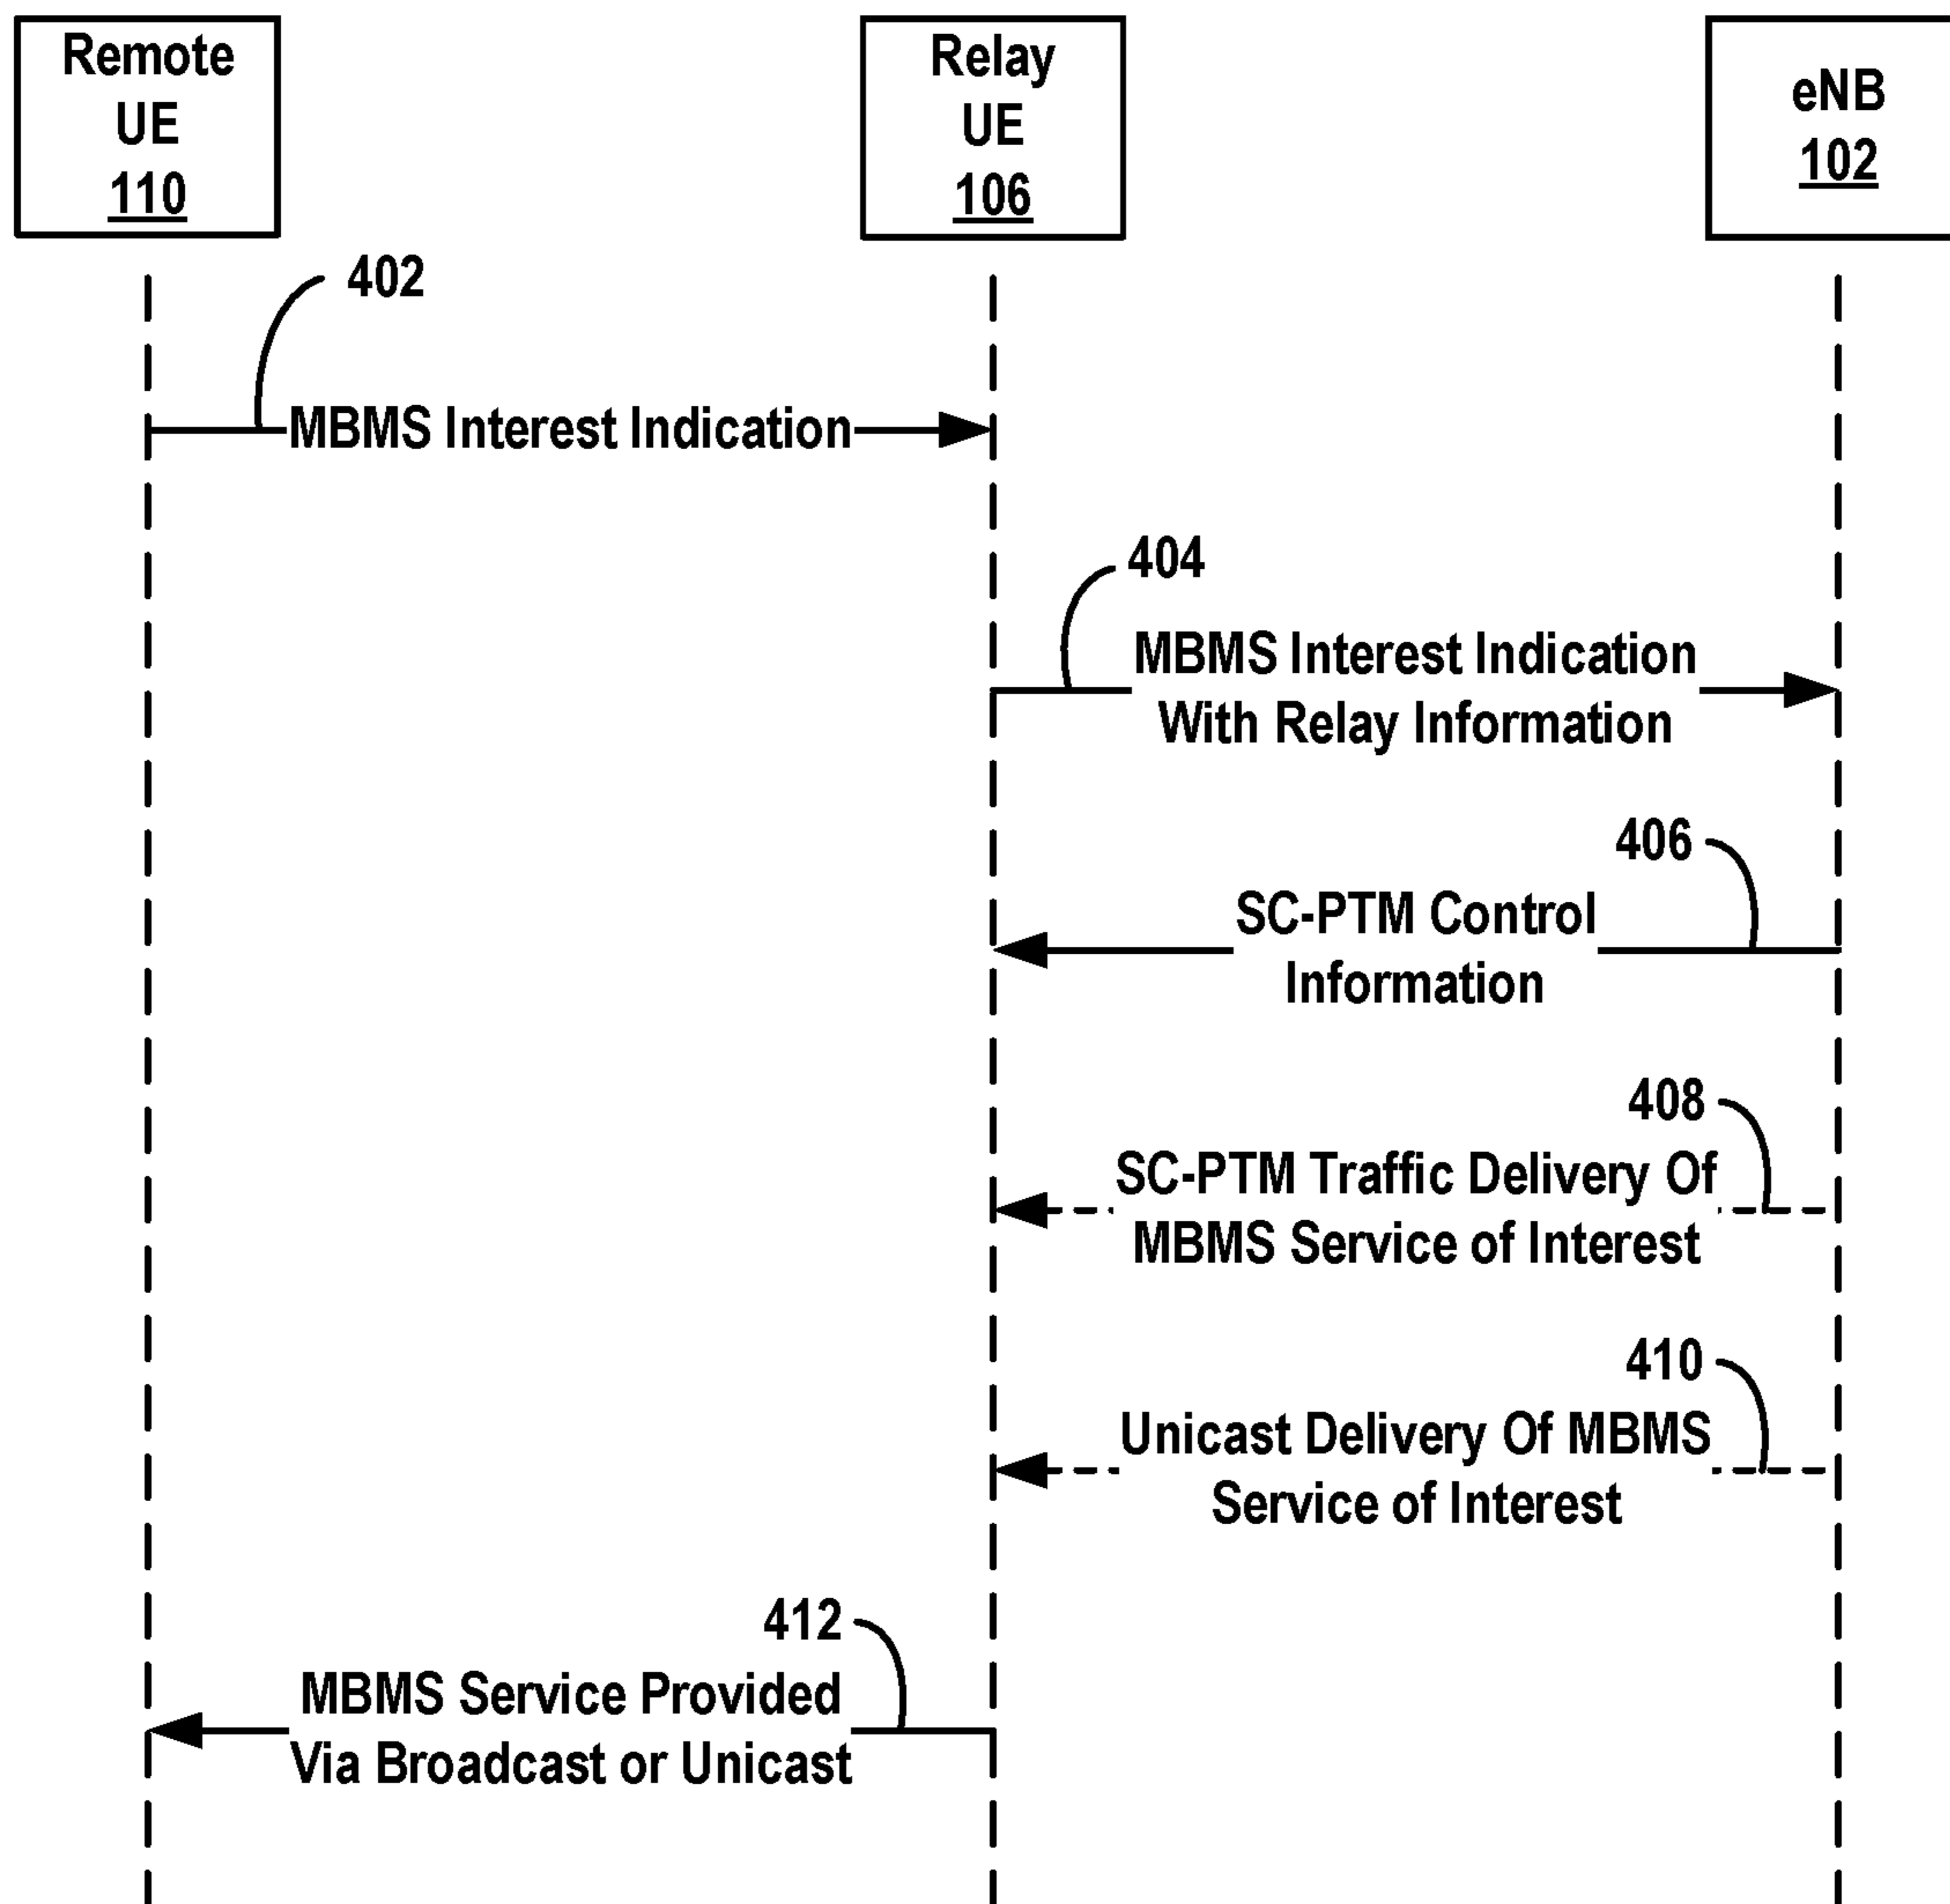 Remote
UE
110
Relay
UE
106
eNB
102
402
MBMS Interest Indication
404
MBMS Interest Indication
With Relay Information
406
SC-PTM Control
Information
408
SC-PTM Traffic Delivery Of
MBMS Service of Interest
410
Unicast Delivery Of MBMS
Service of Interest
412
MBMS Service Provided
Via Broadcast or Unicast